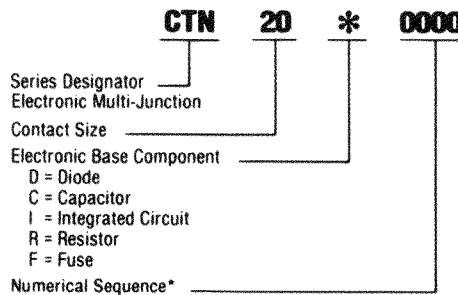 CTN 20 * 0000
Series Designator
Electronic Multi-Junction
Contact Size
Electronic Base Component
D = Diode
C = Capacitor
I = Integrated Circuit
R = Resistor
F = Fuse
Numerical Sequence*